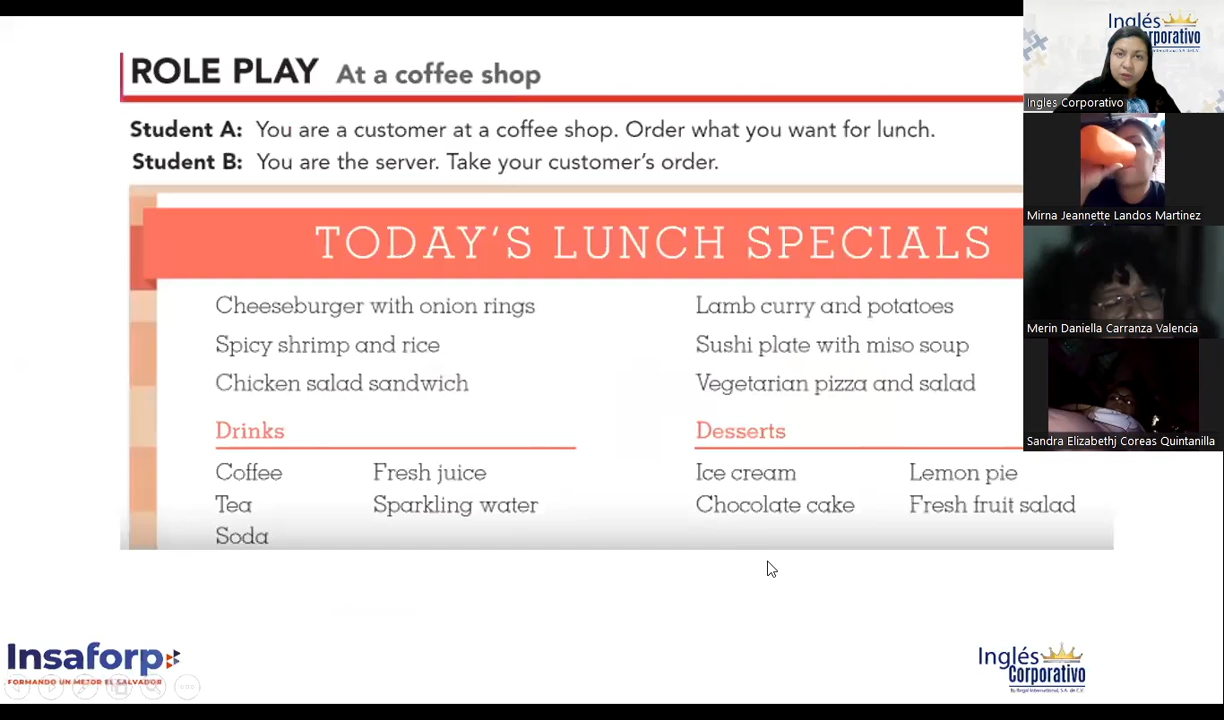 ROLE PLAY At a coffee shop
Student A: You are a customer at a coffee shop. Order what you want for lunch.
Student B: You are the server. Take your customer's order.
TODAY'S LUNCH SPECIALS
Cheeseburger with onion rings
Spicy shrimp and rice
Chicken salad sandwich
Lamb curry and potatoes
Sushi plate with miso soup
Vegetarian pizza and salad
Drinks
Coffee Fresh juice
Tea Sparkling water
Soda
Desserts
Ice cream Lemon pie
Chocolate cake Fresh fruit salad
Inglés
Corporativo
Ingles Corporativo
Mirna Jeannette Landos Martinez
Merin Daniella Carranza Valencia
Sandra Elizabethj Coreas Quintanilla
Insaforp
FORMANDO UN MEJOR EL SALVADOR
Inglés
Corporativo
By Regal International, S.A. de C.V.